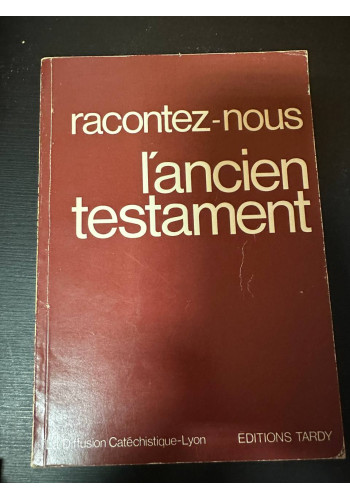 racontez-nous
l'ancien
testament
Diffusion Catéchistique-Lyon EDITIONS TARDY